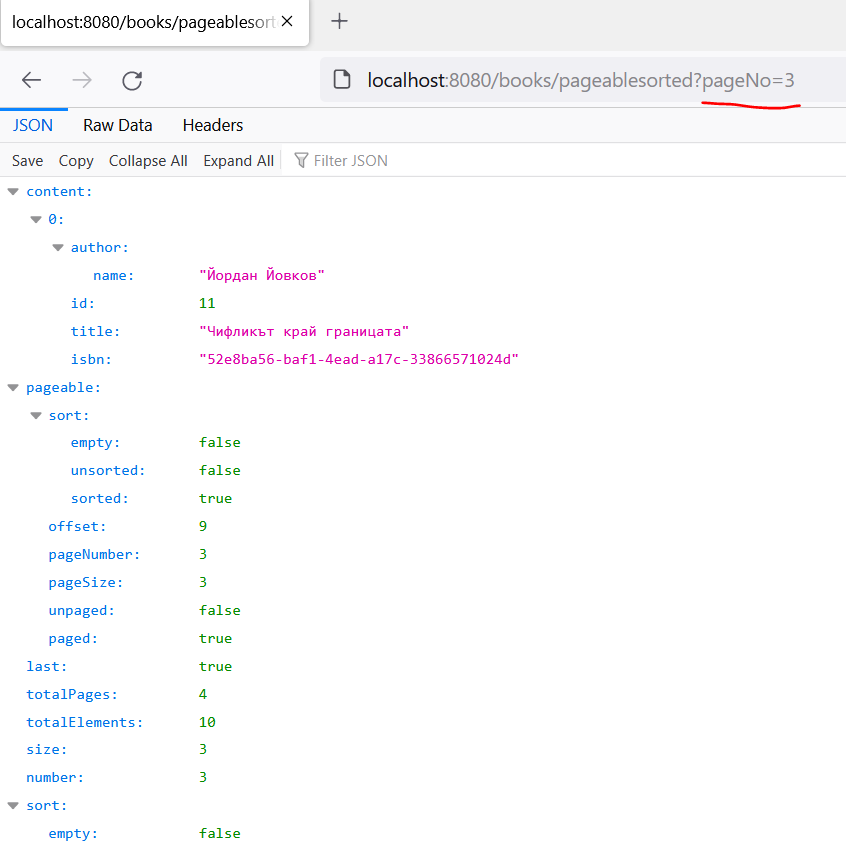 localhost:8080/books/pageablesort
localhost:8080/books/pageablesorted?pageNo=3
JSON Raw Data Headers
Save Copy Collapse All Expand All Filter JSON
content:
0:
author:
name: "Йордан Йовков"
id: 11
title: "Чифликът край границата"
isbn: "52e8ba56-baf1-4ead-a17c-33866571024d"
pageable:
sort:
empty: false
unsorted: false
sorted: true
offset: 9
pageNumber: 3
pageSize: 3
unpaged: false
paged: true
last: true
totalPages: 4
totalElements: 10
size: 3
number: 3
sort:
empty: false